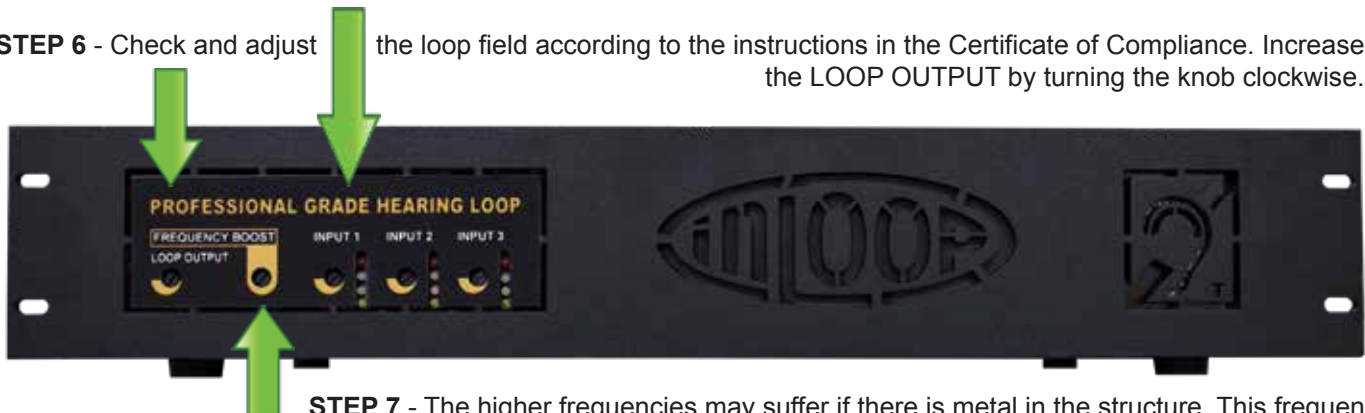 STEP 6 - Check and adjust the loop field according to the instructions in the Certificate of Compliance. Increase
the LOOP OUTPUT by turning the knob clockwise.
PROFESSIONAL GRADE HEARING LOOP
FREQUENCY BOOST INPUT 1 INPUT 2 INPUT 3
LOOP OUTPUT
inLOOP
T
STEP 7 - The higher frequencies may suffer if there is metal in the structure. This frequen